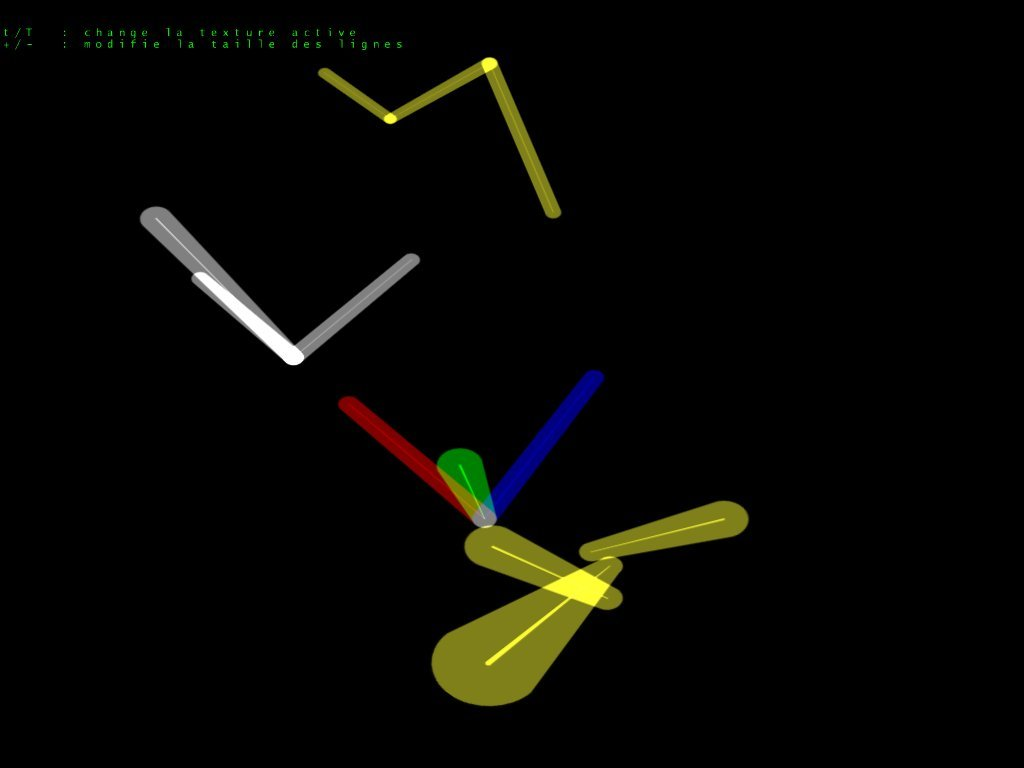 t/T : change la texture active
+/- : modifie la taille des lignes